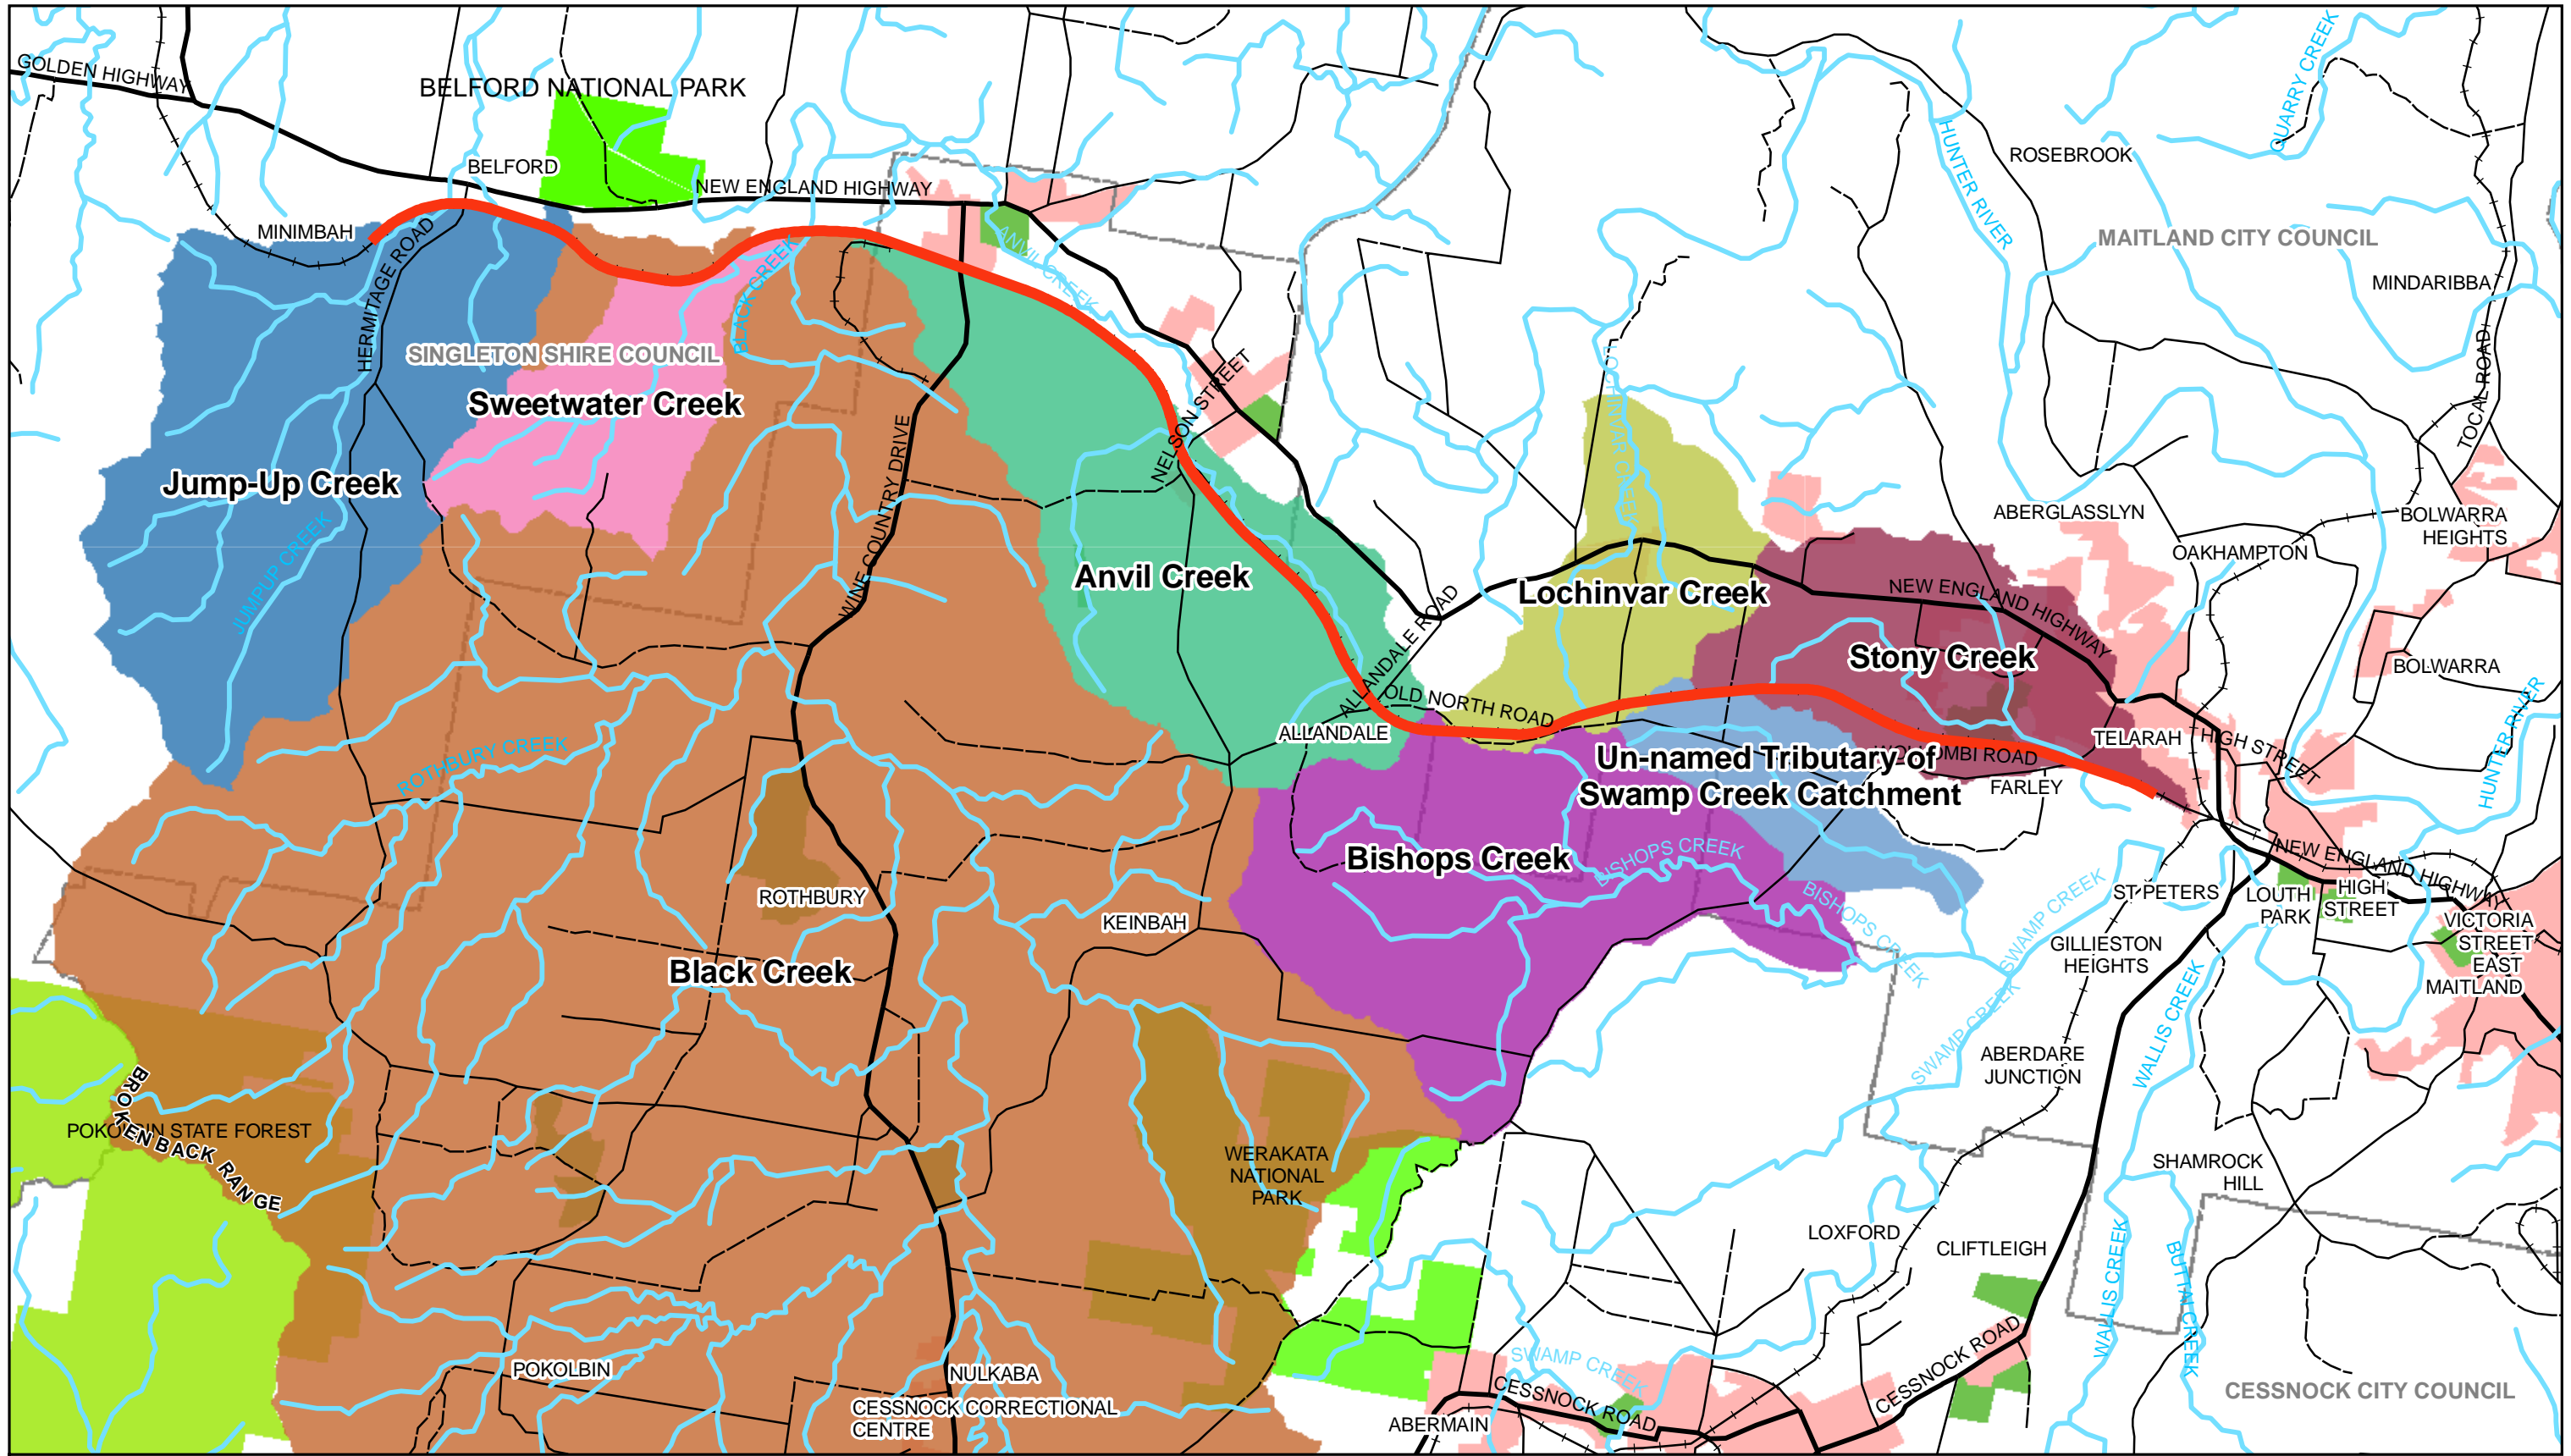 GOLDEN HIGHWAY
BELFORD NATIONAL PARK
BELFORD
NEW ENGLAND HIGHWAY
MINIMBAH
HERMITAGE ROAD
BLACK CREEK
ANVIL CREEK
HUNTER RIVER
ROSEBROOK
QUARRY CREEK
MAITLAND CITY COUNCIL
MINDARIBBA
SINGLETON SHIRE COUNCIL
Sweetwater Creek
NELSON STREET
LOCHINVAR CREEK
TOCAL ROAD
Jump-Up Creek
JUMPUP CREEK
WINE COUNTRY DRIVE
Anvil Creek
ALLANDALE ROAD
Lochinvar Creek
ABERGLASSLYN
OAKHAMPTON
BOLWARRA
HEIGHTS
NEW ENGLAND HIGHWAY
Stony Creek
BOLWARRA
OLD NORTH ROAD
ALLANDALE
ROTHBURY CREEK
Un-named Tributary of
Swamp Creek Catchment
WOLLOMBI ROAD
FARLEY
TELARAH
HIGH STREET
HUNTER RIVER
Bishops Creek
BISHOPS CREEK
BISHOPS CREEK
NEW ENGLAND HIGHWAY
ROTHBURY
KEINBAH
SWAMP CREEK
ST PETERS
LOUTH
PARK
HIGH
STREET
VICTORIA
STREET
EAST
MAITLAND
GILLIESTON
HEIGHTS
Black Creek
SWAMP CREEK
WALLIS CREEK
ABERDARE
JUNCTION
BROKEN BACK RANGE
POKOLBIN STATE FOREST
WERAKATA
NATIONAL
PARK
SHAMROCK
HILL
LOXFORD
CLIFTLEIGH
WALLIS CREEK
BUTTAI CREEK
POKOLBIN
NULKABA
CESSNOCK CORRECTIONAL
CENTRE
SWAMP CREEK
CESSNOCK ROAD
CESSNOCK ROAD
ABERMAIN
CESSNOCK CITY COUNCIL